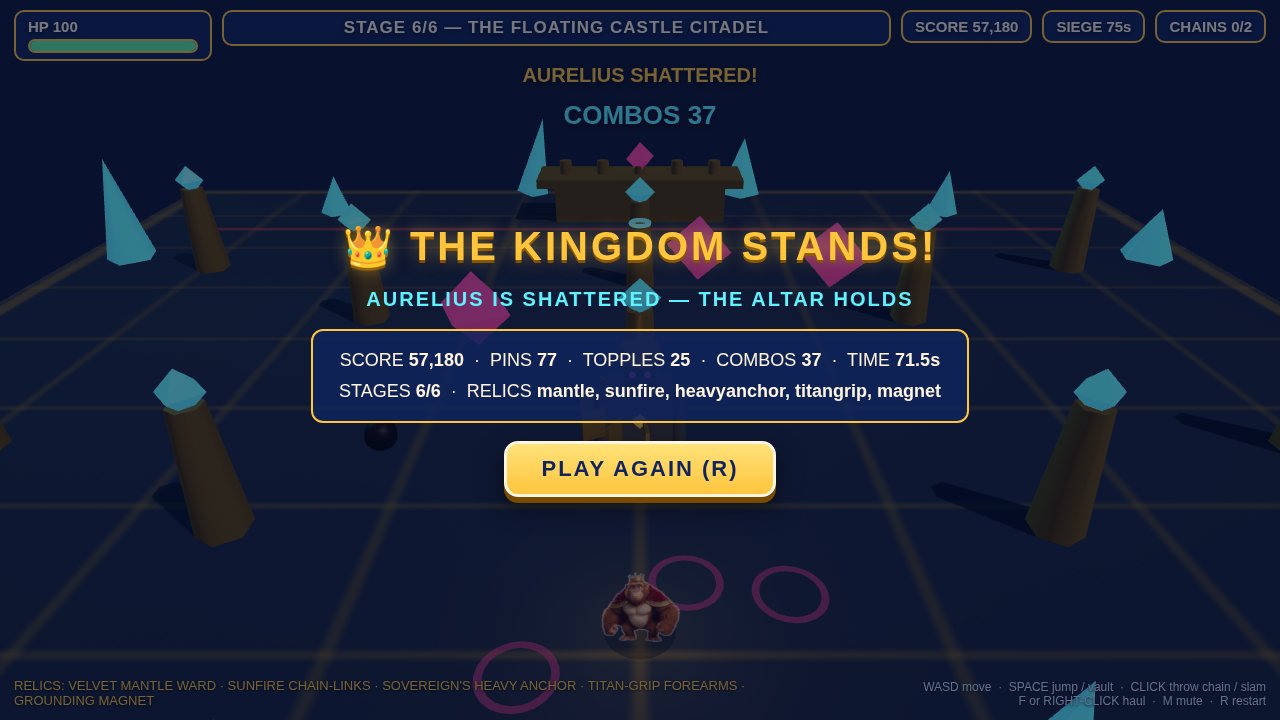 HP 100
STAGE 6/6 — THE FLOATING CASTLE CITADEL
SCORE 57,180
SIEGE 75s
CHAINS 0/2
AURELIUS SHATTERED!
COMBOS 37
👑 THE KINGDOM STANDS!
AURELIUS IS SHATTERED — THE ALTAR HOLDS
SCORE 57,180 · PINS 77 · TOPPLES 25 · COMBOS 37 · TIME 71.5s
STAGES 6/6 · RELICS mantle, sunfire, heavyanchor, titangrip, magnet
PLAY AGAIN (R)
RELICS: VELVET MANTLE WARD · SUNFIRE CHAIN-LINKS · SOVEREIGN'S HEAVY ANCHOR · TITAN-GRIP FOREARMS ·
GROUNDING MAGNET
WASD move · SPACE jump / vault · CLICK throw chain / slam
F or RIGHT-CLICK haul · M mute · R restart